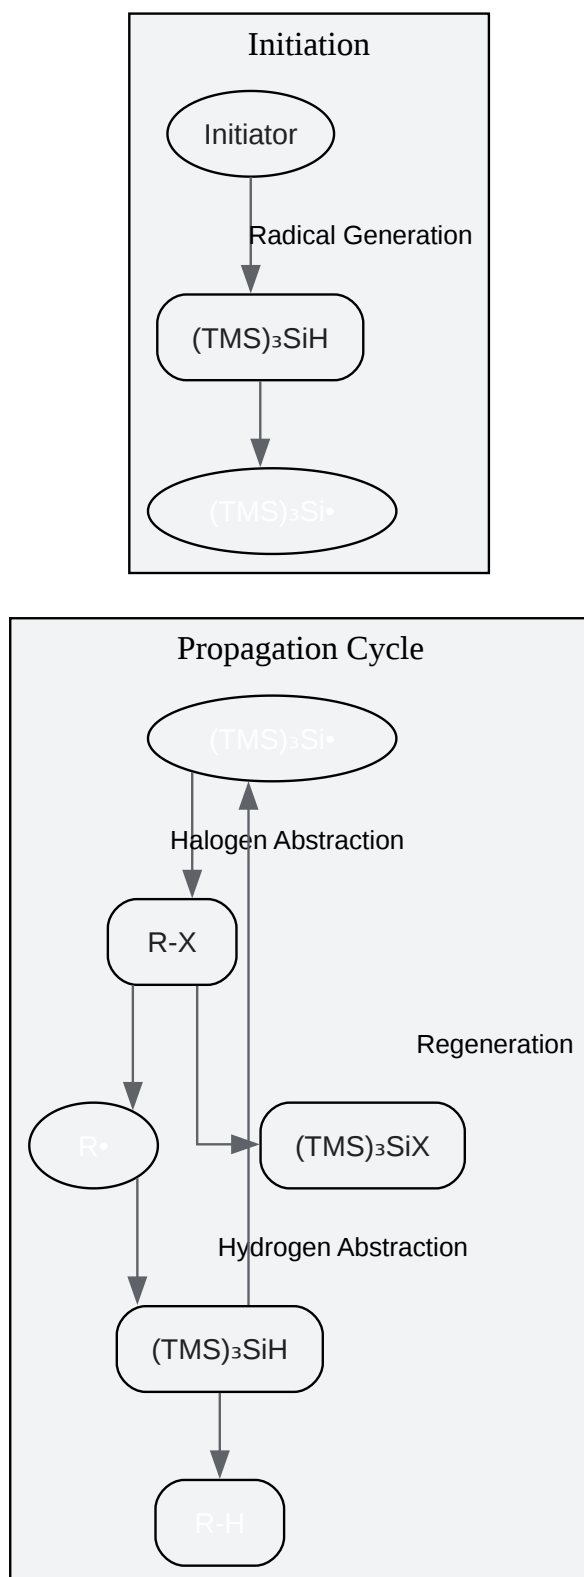 Initiation
Initiator
Radical Generation
(TMS)₃SiH
(TMS)₃Si•
Propagation Cycle
(TMS)₃Si•
Halogen Abstraction
R-X
Regeneration
R•
(TMS)₃SiX
Hydrogen Abstraction
(TMS)₃SiH
R-H